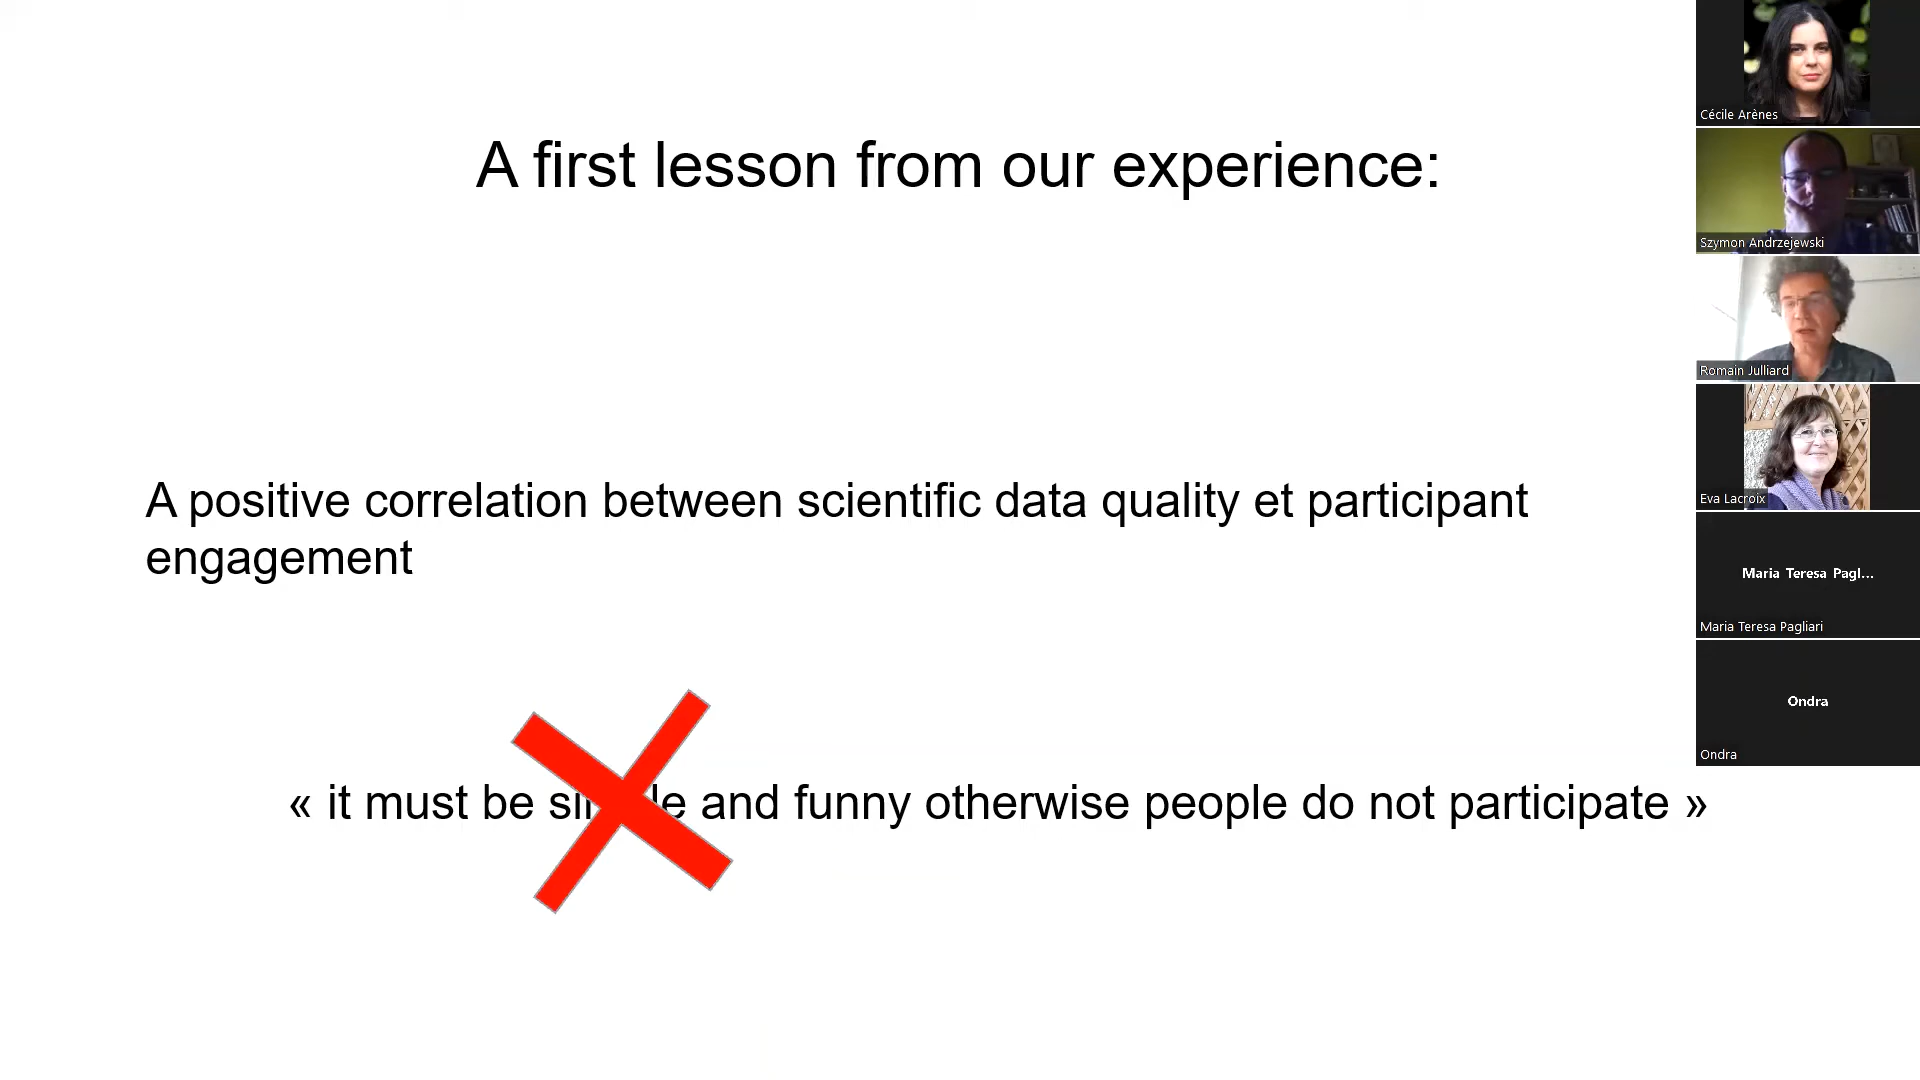 A first lesson from our experience:
A positive correlation between scientific data quality et participant
engagement
« it must be and funny otherwise people do not participate »
Cécile Arènes
Szymon Andrzejewski
Romain Julliard
Eva Lacroix
Maria Teresa Pagl...
Maria Teresa Pagliari
Ondra
Ondra